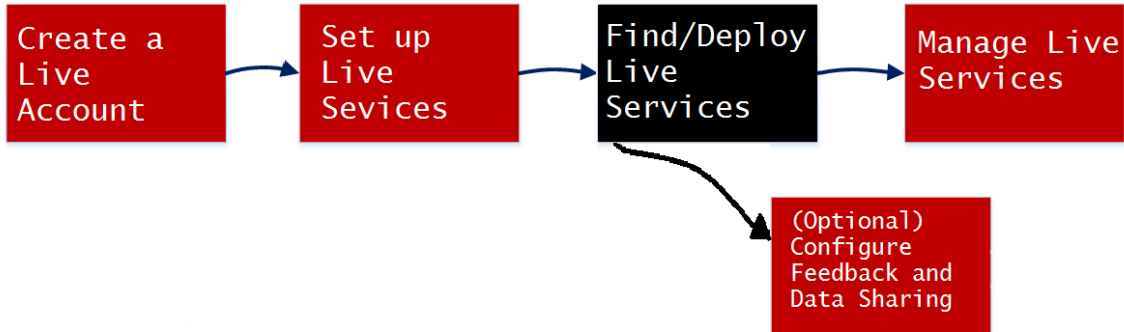 Create a
Live
Account
Set up
Live
Sevices
Find/Deploy
Live
Services
Manage Live
Services
(Optional)
Configure
Feedback and
Data Sharing